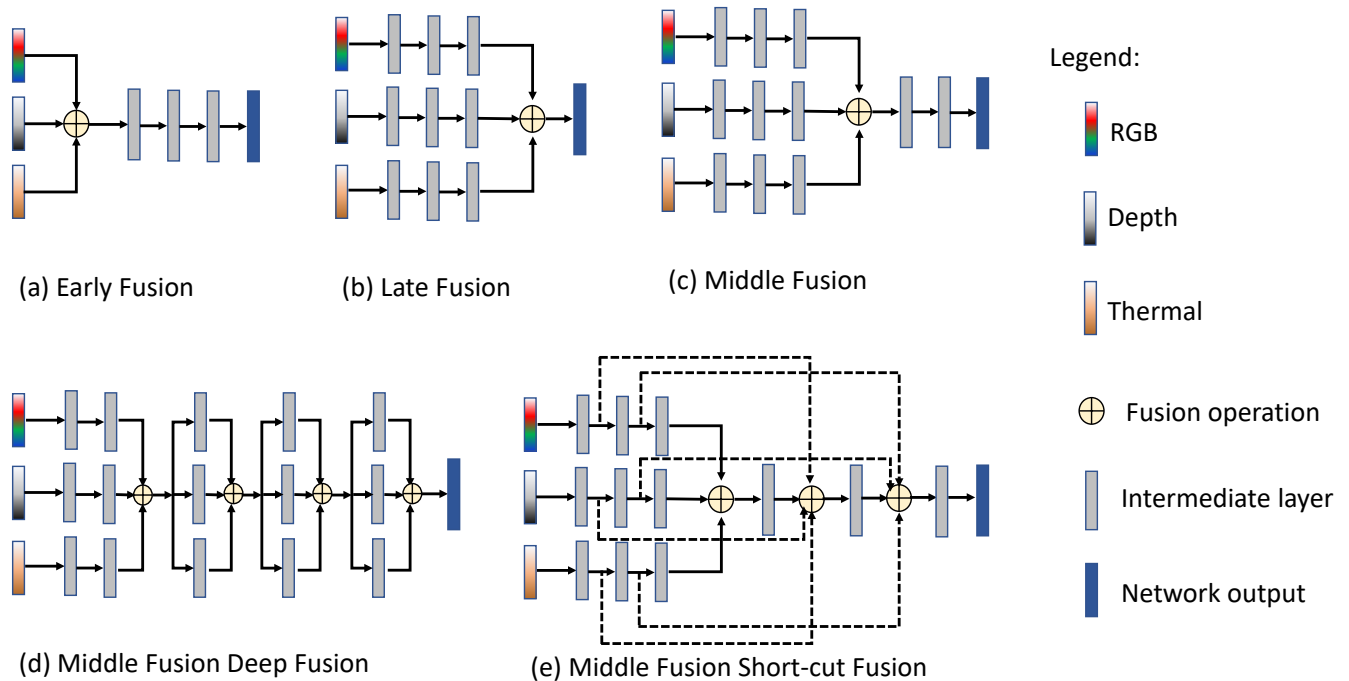 Legend:
RGB
Depth
Thermal
Fusion operation
Intermediate layer
Network output
(a) Early Fusion
(b) Late Fusion
(c) Middle Fusion
(d) Middle Fusion Deep Fusion
(e) Middle Fusion Short-cut Fusion